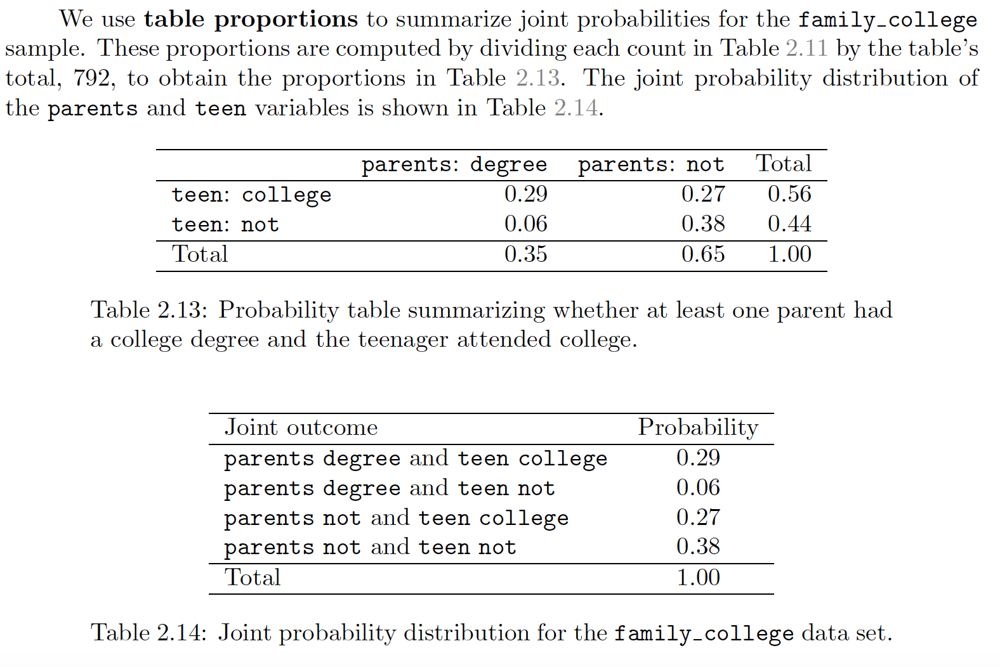 We use table proportions to summarize joint probabilities for the family_college
sample. These proportions are computed by dividing each count in Table 2.11 by the table's
total, 792, to obtain the proportions in Table 2.13. The joint probability distribution of
the parents and teen variables is shown in Table 2.14.
parents: degree parents: not Total
teen: college 0.29 0.27 0.56
teen: not 0.06 0.38 0.44
Total 0.35 0.65 1.00
Table 2.13: Probability table summarizing whether at least one parent had
a college degree and the teenager attended college.
Joint outcome Probability
parents degree and teen college 0.29
parents degree and teen not 0.06
parents not and teen college 0.27
parents not and teen not 0.38
Total 1.00
Table 2.14: Joint probability distribution for the family_college data set.